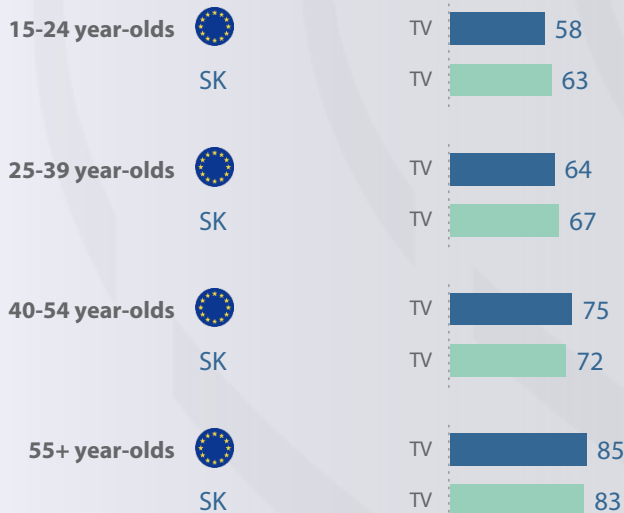 15-24 year-olds TV 58
SK TV 63
25-39 year-olds TV 64
SK TV 67
40-54 year-olds TV 75
SK TV 72
55+ year-olds TV 85
SK TV 83